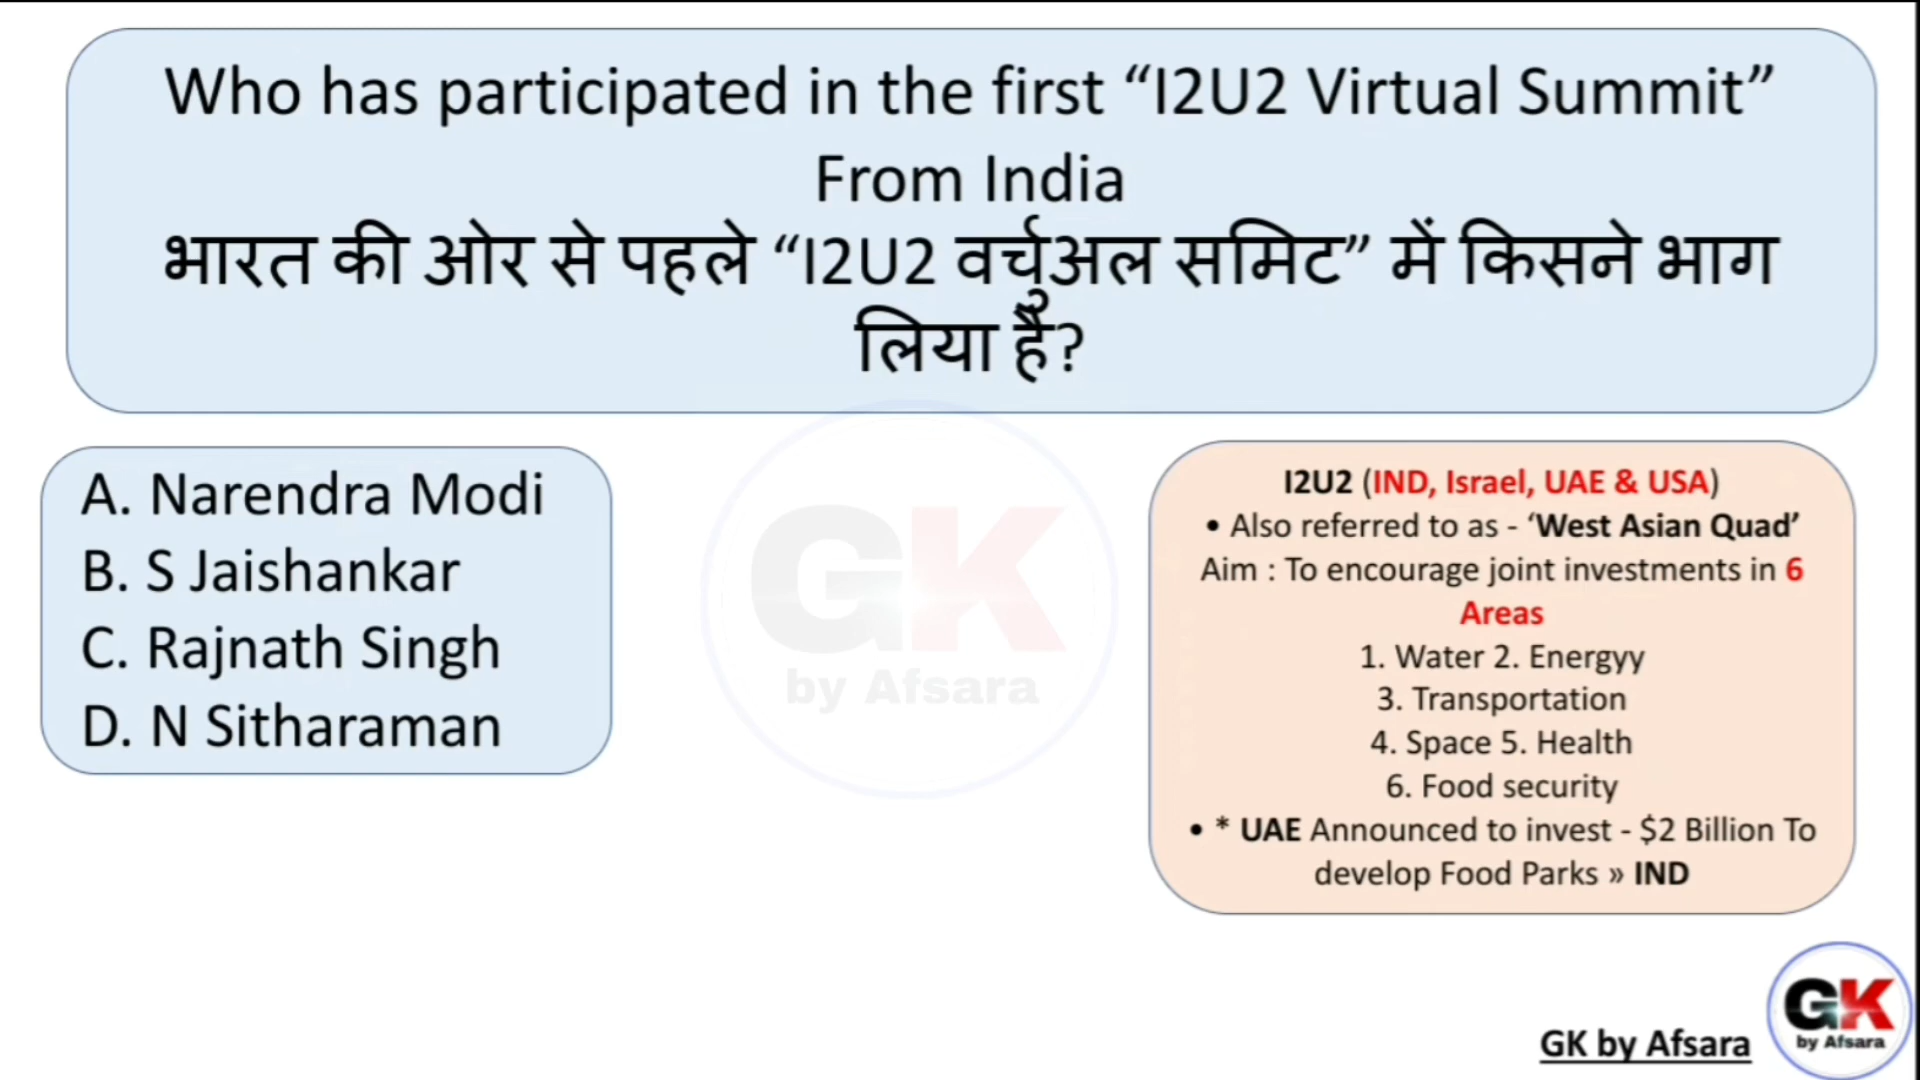 Who has participated in the first “I2U2 Virtual Summit”
From India
भारत की ओर से पहले “I2U2 वर्चुअल समिट” में किसने भाग
लिया है?
A. Narendra Modi
B. S Jaishankar
C. Rajnath Singh
D. N Sitharaman
GK
by Afsara
I2U2 (IND, Israel, UAE & USA)
• Also referred to as - ‘West Asian Quad’
Aim : To encourage joint investments in 6
Areas
1. Water 2. Energyy
3. Transportation
4. Space 5. Health
6. Food security
• * UAE Announced to invest - $2 Billion To
develop Food Parks » IND
GK by Afsara
GK
by Afsara